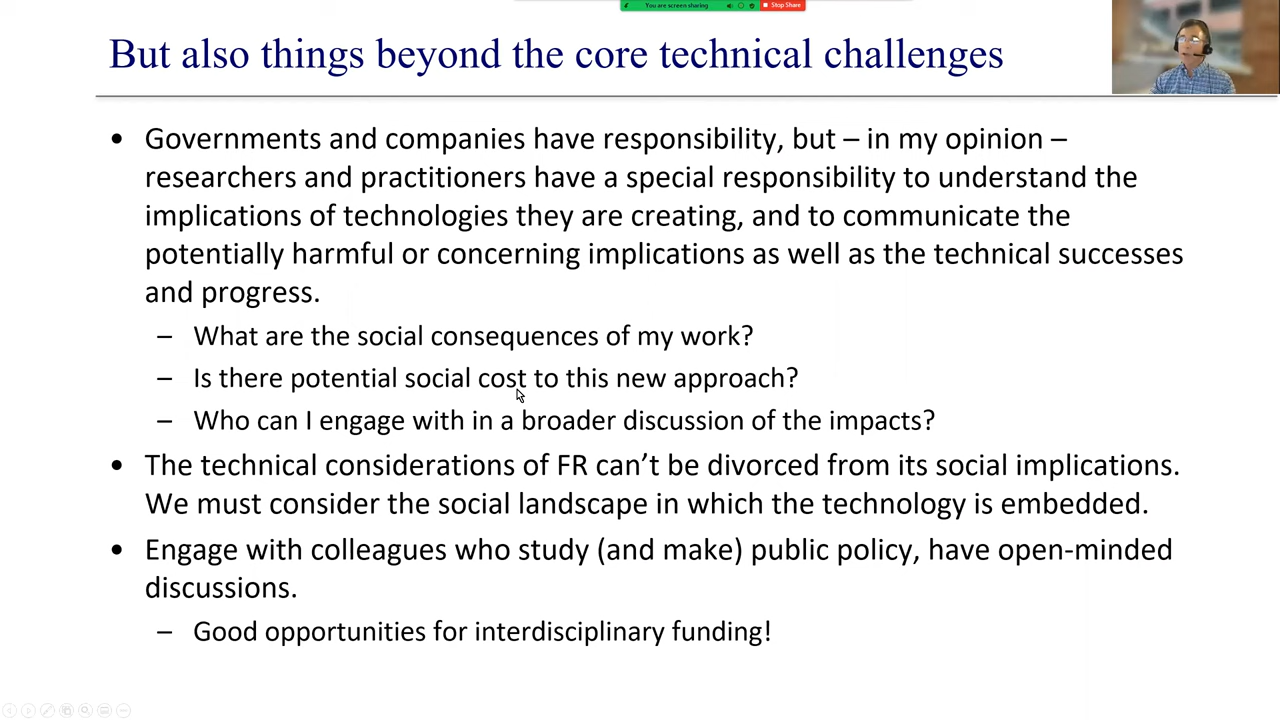 You are screen sharing
Stop Share
But also things beyond the core technical challenges
• Governments and companies have responsibility, but – in my opinion –
researchers and practitioners have a special responsibility to understand the
implications of technologies they are creating, and to communicate the
potentially harmful or concerning implications as well as the technical successes
and progress.
– What are the social consequences of my work?
– Is there potential social cost to this new approach?
– Who can I engage with in a broader discussion of the impacts?
• The technical considerations of FR can’t be divorced from its social implications.
We must consider the social landscape in which the technology is embedded.
• Engage with colleagues who study (and make) public policy, have open-minded
discussions.
– Good opportunities for interdisciplinary funding!